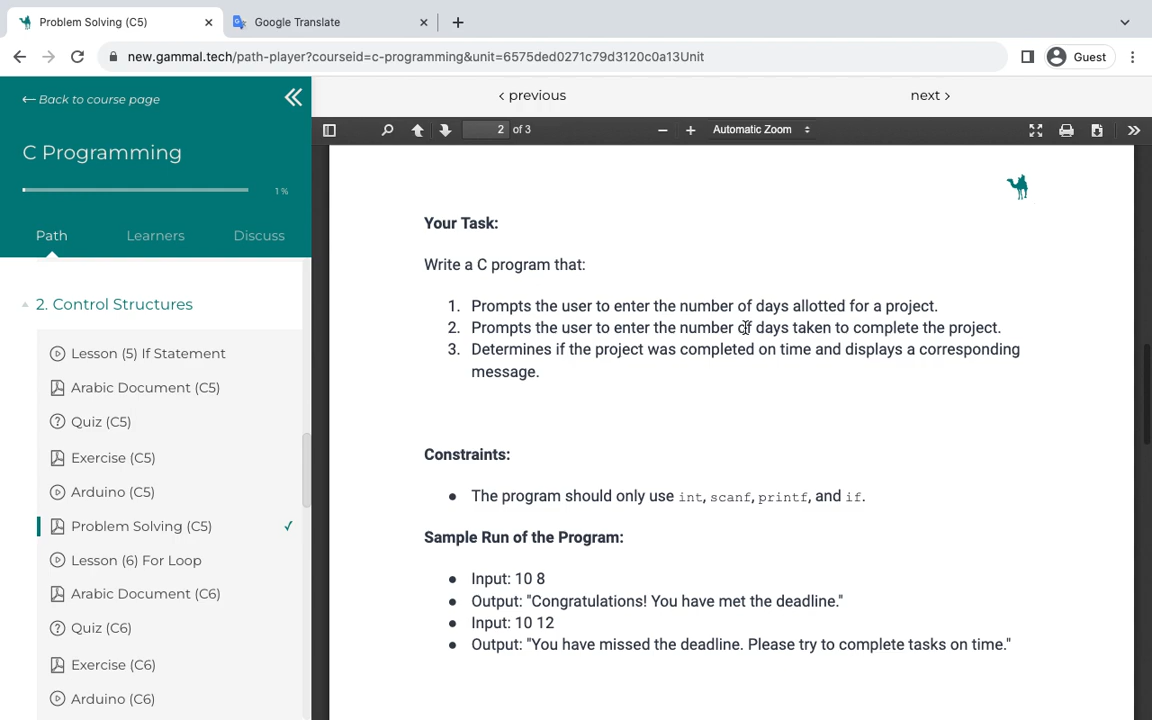 Problem Solving (C5)
Google Translate
new.gammal.tech/path-player?courseid=c-programming&unit=6575ded0271c79d3120c0a13Unit
Guest
Back to course page
C Programming
1 %
Path
Learners
Discuss
2. Control Structures
Lesson (5) If Statement
Arabic Document (C5)
Quiz (C5)
Exercise (C5)
Arduino (C5)
Problem Solving (C5)
Lesson (6) For Loop
Arabic Document (C6)
Quiz (C6)
Exercise (C6)
Arduino (C6)
‹ previous
next ›
2 of 3
Automatic Zoom
Your Task:
Write a C program that:
1. Prompts the user to enter the number of days allotted for a project.
2. Prompts the user to enter the number of days taken to complete the project.
3. Determines if the project was completed on time and displays a corresponding
message.
Constraints:
● The program should only use int, scanf, printf, and if.
Sample Run of the Program:
● Input: 10 8
● Output: "Congratulations! You have met the deadline."
● Input: 10 12
● Output: "You have missed the deadline. Please try to complete tasks on time."